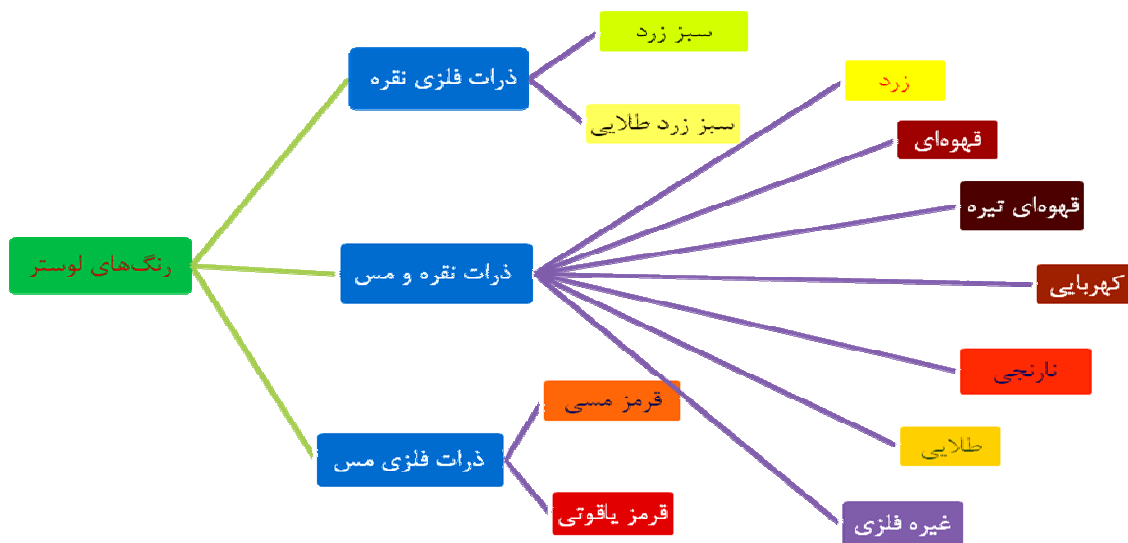 رنگ‌های لوستر
ذرات فلزی نقره
سبز زرد
سبز زرد طلایی
ذرات نقره و مس
زرد
قهوه‌ای
قهوه‌ای تیره
کهربایی
نارنجی
طلایی
غیره فلزی
ذرات فلزی مس
قرمز مسی
قرمز یاقوتی